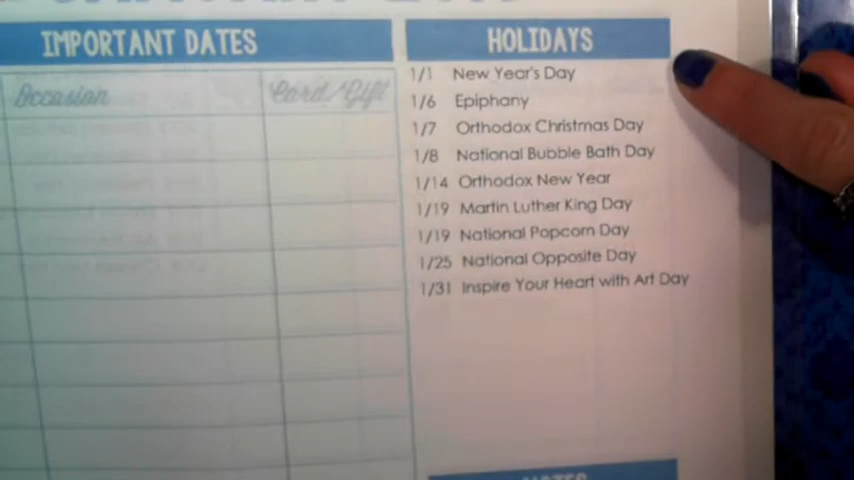 IMPORTANT DATES
Occasion
Card/Gift
HOLIDAYS
1/1 New Year's Day
1/6 Epiphany
1/7 Orthodox Christmas Day
1/8 National Bubble Bath Day
1/14 Orthodox New Year
1/19 Martin Luther King Day
1/19 National Popcorn Day
1/25 National Opposite Day
1/31 Inspire Your Heart with Art Day
NOTES